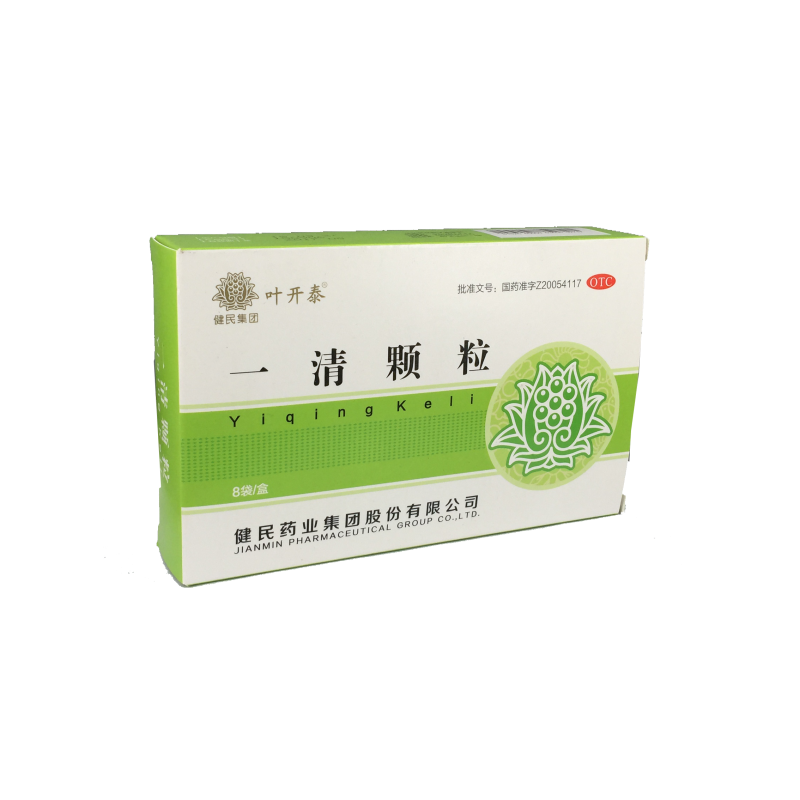 叶开泰®
健民集团
批准文号：国药准字Z20054117 OTC
一清颗粒
Yiqing Keli
8袋/盒
健民药业集团股份有限公司
JIANMIN PHARMACEUTICAL GROUP CO.,LTD.